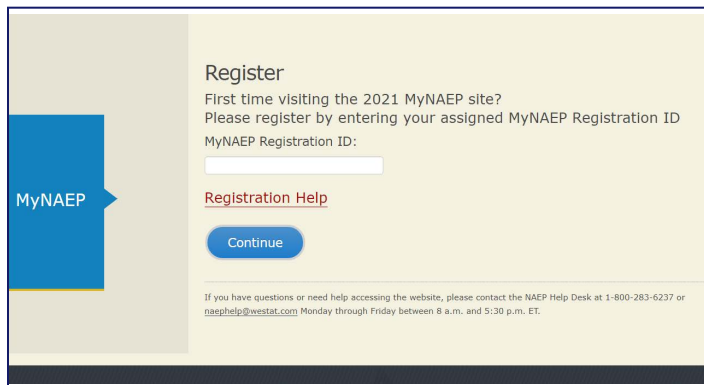 Register
First time visiting the 2021 MyNAEP site?
Please register by entering your assigned MyNAEP Registration ID
MyNAEP Registration ID:
MyNAEP
Registration Help
Continue
If you have questions or need help accessing the website, please contact the NAEP Help Desk at 1-800-283-6237 or
naephelp@westat.com Monday through Friday between 8 a.m. and 5:30 p.m. ET.